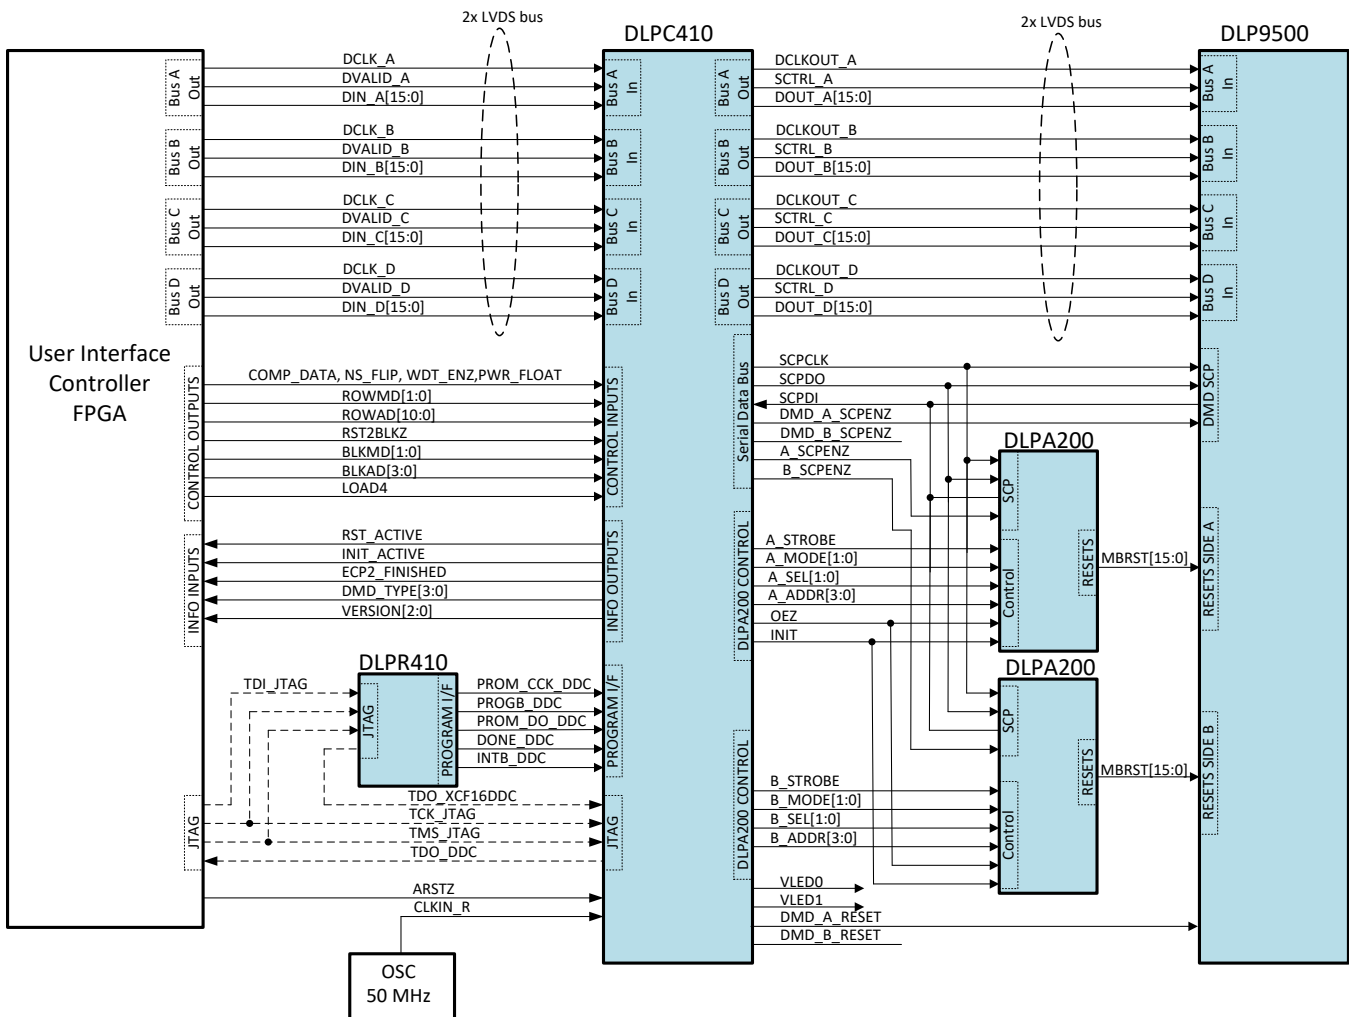 2x LVDS bus
2x LVDS bus
DLPC410
DLP9500
User Interface
Controller
FPGA
Bus A
Out
Bus B
Out
Bus C
Out
Bus D
Out
CONTROL OUTPUTS
INFO INPUTS
JTAG
DCLK_A
DVALID_A
DIN_A[15:0]
DCLK_B
DVALID_B
DIN_B[15:0]
DCLK_C
DVALID_C
DIN_C[15:0]
DCLK_D
DVALID_D
DIN_D[15:0]
COMP_DATA, NS_FLIP, WDT_ENZ,PWR_FLOAT
ROWMD[1:0]
ROWAD[10:0]
RST2BLKZ
BLKMD[1:0]
BLKAD[3:0]
LOAD4
RST_ACTIVE
INIT_ACTIVE
ECP2_FINISHED
DMD_TYPE[3:0]
VERSION[2:0]
DLPR410
TDI_JTAG
JTAG
PROGRAM I/F
PROM_CCK_DDC
PROGB_DDC
PROM_DO_DDC
DONE_DDC
INTB_DDC
TDO_XCF16DDC
TCK_JTAG
TMS_JTAG
TDO_DDC
ARSTZ
CLKIN_R
OSC
50 MHz
Bus A
In
Bus B
In
Bus C
In
Bus D
In
CONTROL INPUTS
INFO OUTPUTS
PROGRAM I/F
JTAG
Bus A
Out
Bus B
Out
Bus C
Out
Bus D
Out
Serial Data Bus
DLPA200 CONTROL
DLPA200 CONTROL
DCLKOUT_A
SCTRL_A
DOUT_A[15:0]
DCLKOUT_B
SCTRL_B
DOUT_B[15:0]
DCLKOUT_C
SCTRL_C
DOUT_C[15:0]
DCLKOUT_D
SCTRL_D
DOUT_D[15:0]
SCPCLK
SCPDO
SCPDI
DMD_A_SCPENZ
DMD_B_SCPENZ
A_SCPENZ
B_SCPENZ
A_STROBE
A_MODE[1:0]
A_SEL[1:0]
A_ADDR[3:0]
OEZ
INIT
B_STROBE
B_MODE[1:0]
B_SEL[1:0]
B_ADDR[3:0]
VLED0
VLED1
DMD_A_RESET
DMD_B_RESET
DLPA200
SCP
Control
RESETS
MBRST[15:0]
DLPA200
SCP
Control
RESETS
MBRST[15:0]
Bus A
In
Bus B
In
Bus C
In
Bus D
In
DMD SCP
RESETS SIDE A
RESETS SIDE B